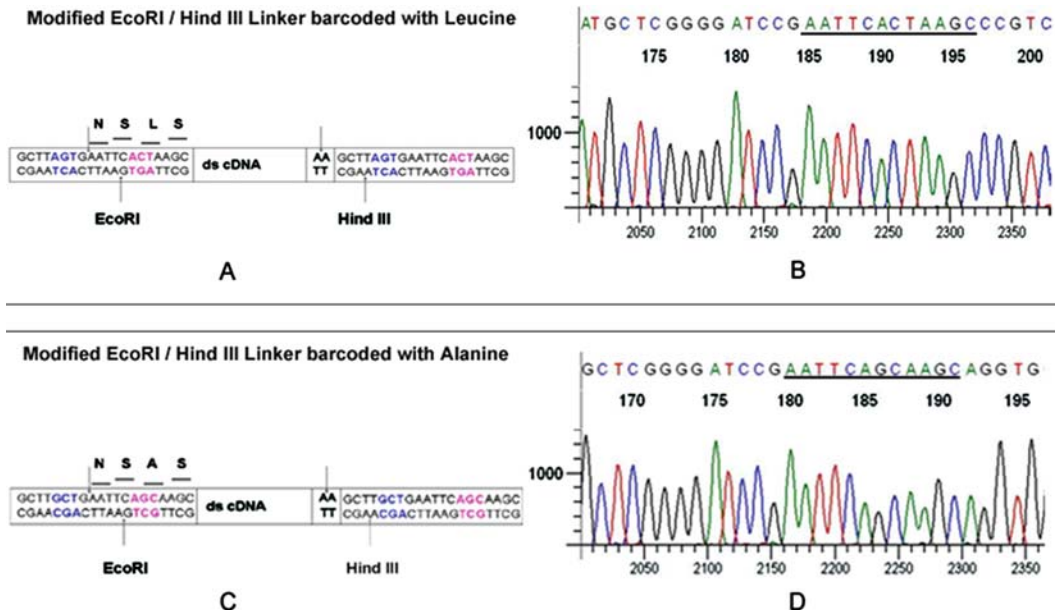 Modified EcoRI / Hind III Linker barcoded with Leucine
N S L S
GCTTAGTGAATTCACTAAGC
CGAATCACTTAAGTGATTCG
ds cDNA
AA
TT
GCTTAGTGAATTCACTAAGC
CGAATCACTTAAGTGATTCG
EcoRI
Hind III
A
ATGCTCGGGGATCCGAATTCACTAAGCCCGTC
175 180 185 190 195 200
1000
2050 2100 2150 2200 2250 2300 2350
B
Modified EcoRI / Hind III Linker barcoded with Alanine
N S A S
GCTTGCTGAATTCAGCAAGC
CGAACGACTTAAGTCGTTCG
ds cDNA
AA
TT
GCTTGCTGAATTCAGCAAGC
CGAACGACTTAAGTCGTTCG
EcoRI
Hind III
C
GCTCGGGGATCCGAATTCAGCAAGCAGGTG
170 175 180 185 190 195
1000
2050 2100 2150 2200 2250 2300 2350
D